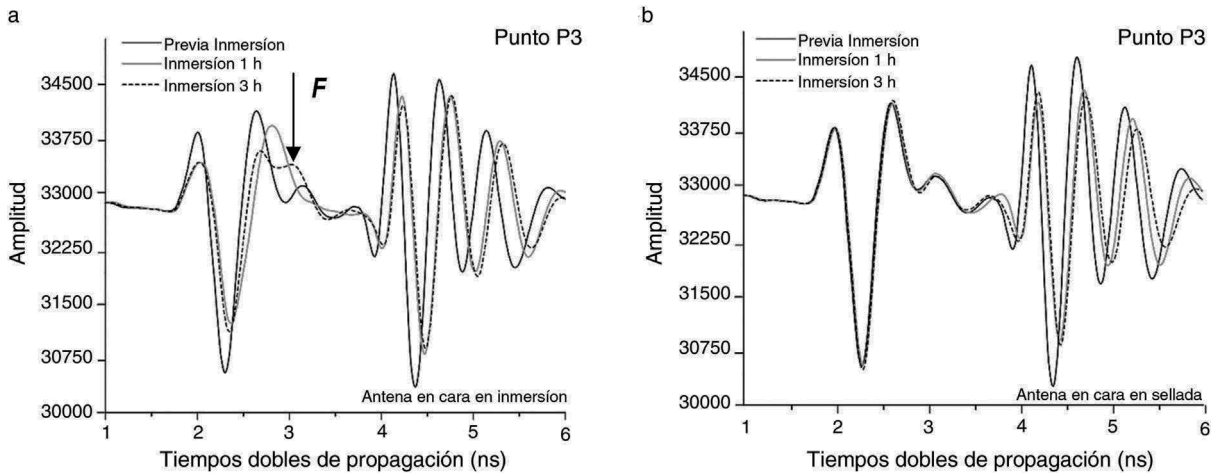 a
Punto P3
Previa Inmersíon
Inmersíon 1 h
Inmersíon 3 h
F
34500
33750
33000
32250
31500
30750
30000
Amplitud
Antena en cara en inmersíon
1 2 3 4 5 6
Tiempos dobles de propagación (ns)
b
Punto P3
Previa Inmersíon
Inmersíon 1 h
Inmersíon 3 h
34500
33750
33000
32250
31500
30750
30000
Amplitud
Antena en cara en sellada
1 2 3 4 5 6
Tiempos dobles de propagación (ns)